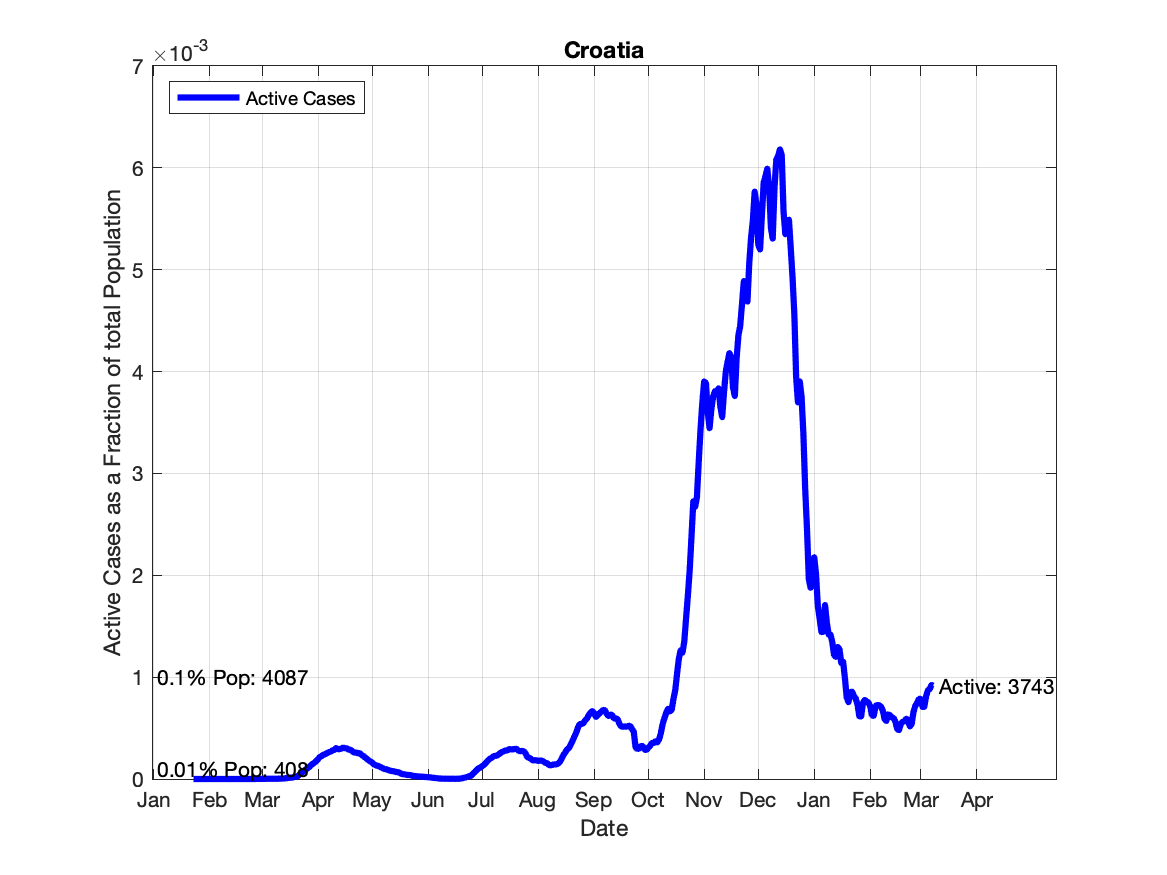 Croatia
×10-3
Active Cases
7
6
5
4
3
2
1
0
Active Cases as a Fraction of total Population
0.1% Pop: 4087
0.01% Pop: 408
Active: 3743
Jan Feb Mar Apr May Jun Jul Aug Sep Oct Nov Dec Jan Feb Mar Apr
Date